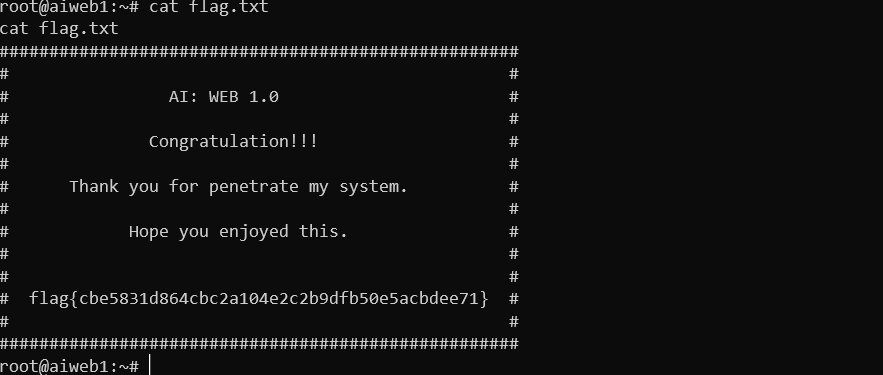 root@aiweb1:~# cat flag.txt
cat flag.txt
####################################################
#                                                  #
#                AI: WEB 1.0                       #
#                                                  #
#              Congratulation!!!                   #
#                                                  #
#      Thank you for penetrate my system.          #
#                                                  #
#            Hope you enjoyed this.                #
#                                                  #
#                                                  #
#  flag{cbe5831d864cbc2a104e2c2b9dfb50e5acbdee71}  #
#                                                  #
####################################################
root@aiweb1:~#